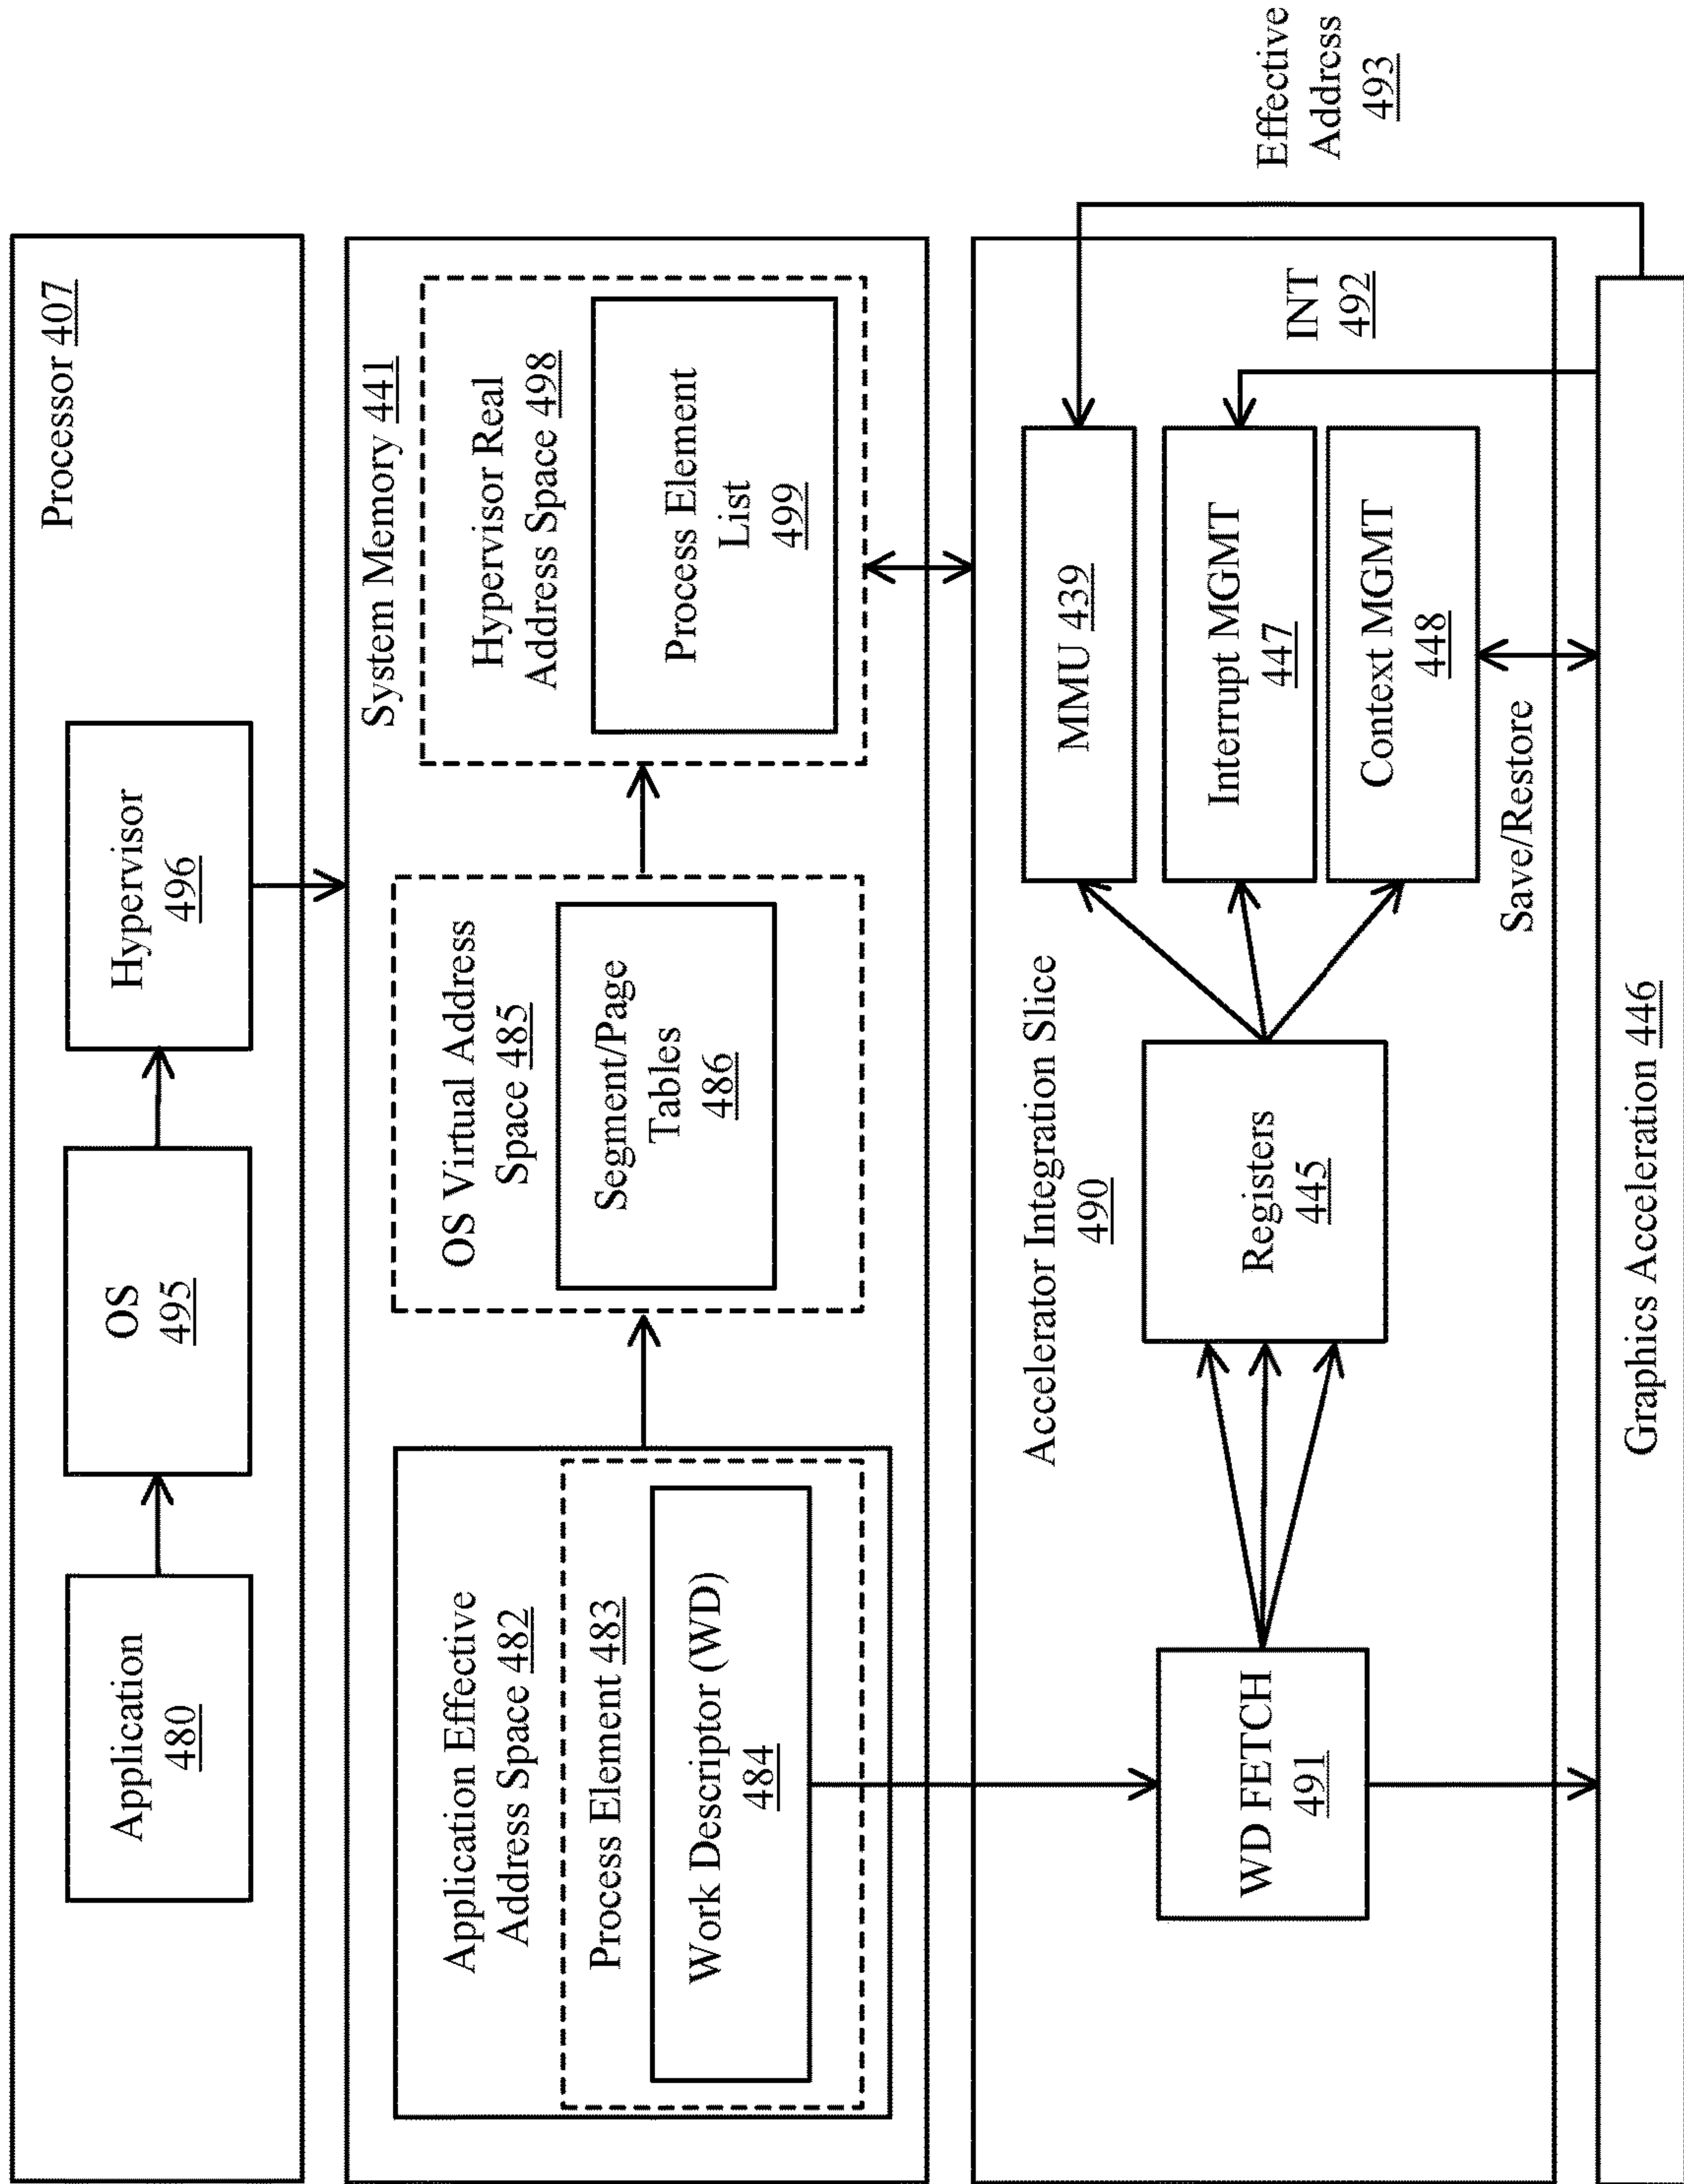 Processor 407
Application
480
OS
495
Hypervisor
496
System Memory 441
Application Effective
Address Space 482
Process Element 483
Work Descriptor (WD)
484
OS Virtual Address
Space 485
Segment/Page
Tables
486
Hypervisor Real
Address Space 498
Process Element
List
499
Accelerator Integration Slice
490
WD FETCH
491
Registers
445
MMU 439
Interrupt MGMT
447
Context MGMT
448
INT
492
Effective
Address
493
Save/Restore
Graphics Acceleration 446